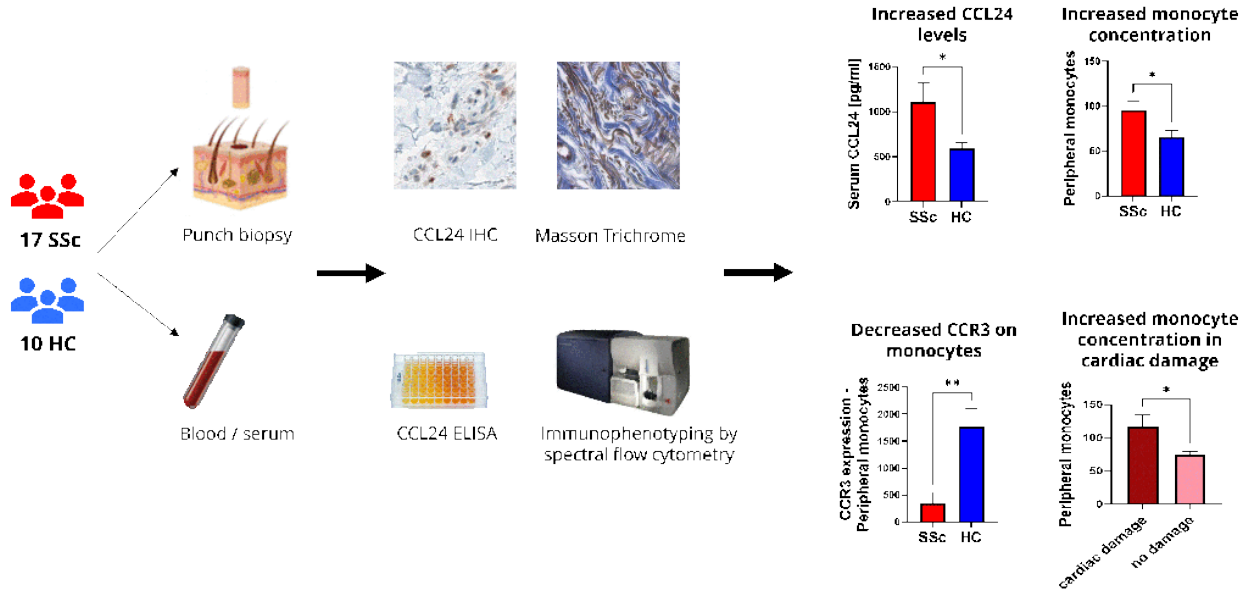 17 SSc
10 HC
Punch biopsy
Blood / serum
CCL24 IHC
Masson Trichrome
CCL24 ELISA
Immunophenotyping by
spectral flow cytometry
Increased CCL24
levels
Serum CCL24 [pg/ml]
1500
1000
500
0
*
SSc
HC
Increased monocyte
concentration
Peripheral monocytes
150
100
50
0
*
SSc
HC
Decreased CCR3 on
monocytes
CCR3 expression -
Peripheral monocytes
2500
2000
1500
1000
500
0
**
SSc
HC
Increased monocyte
concentration in
cardiac damage
Peripheral monocytes
150
100
50
0
*
cardiac damage
no damage